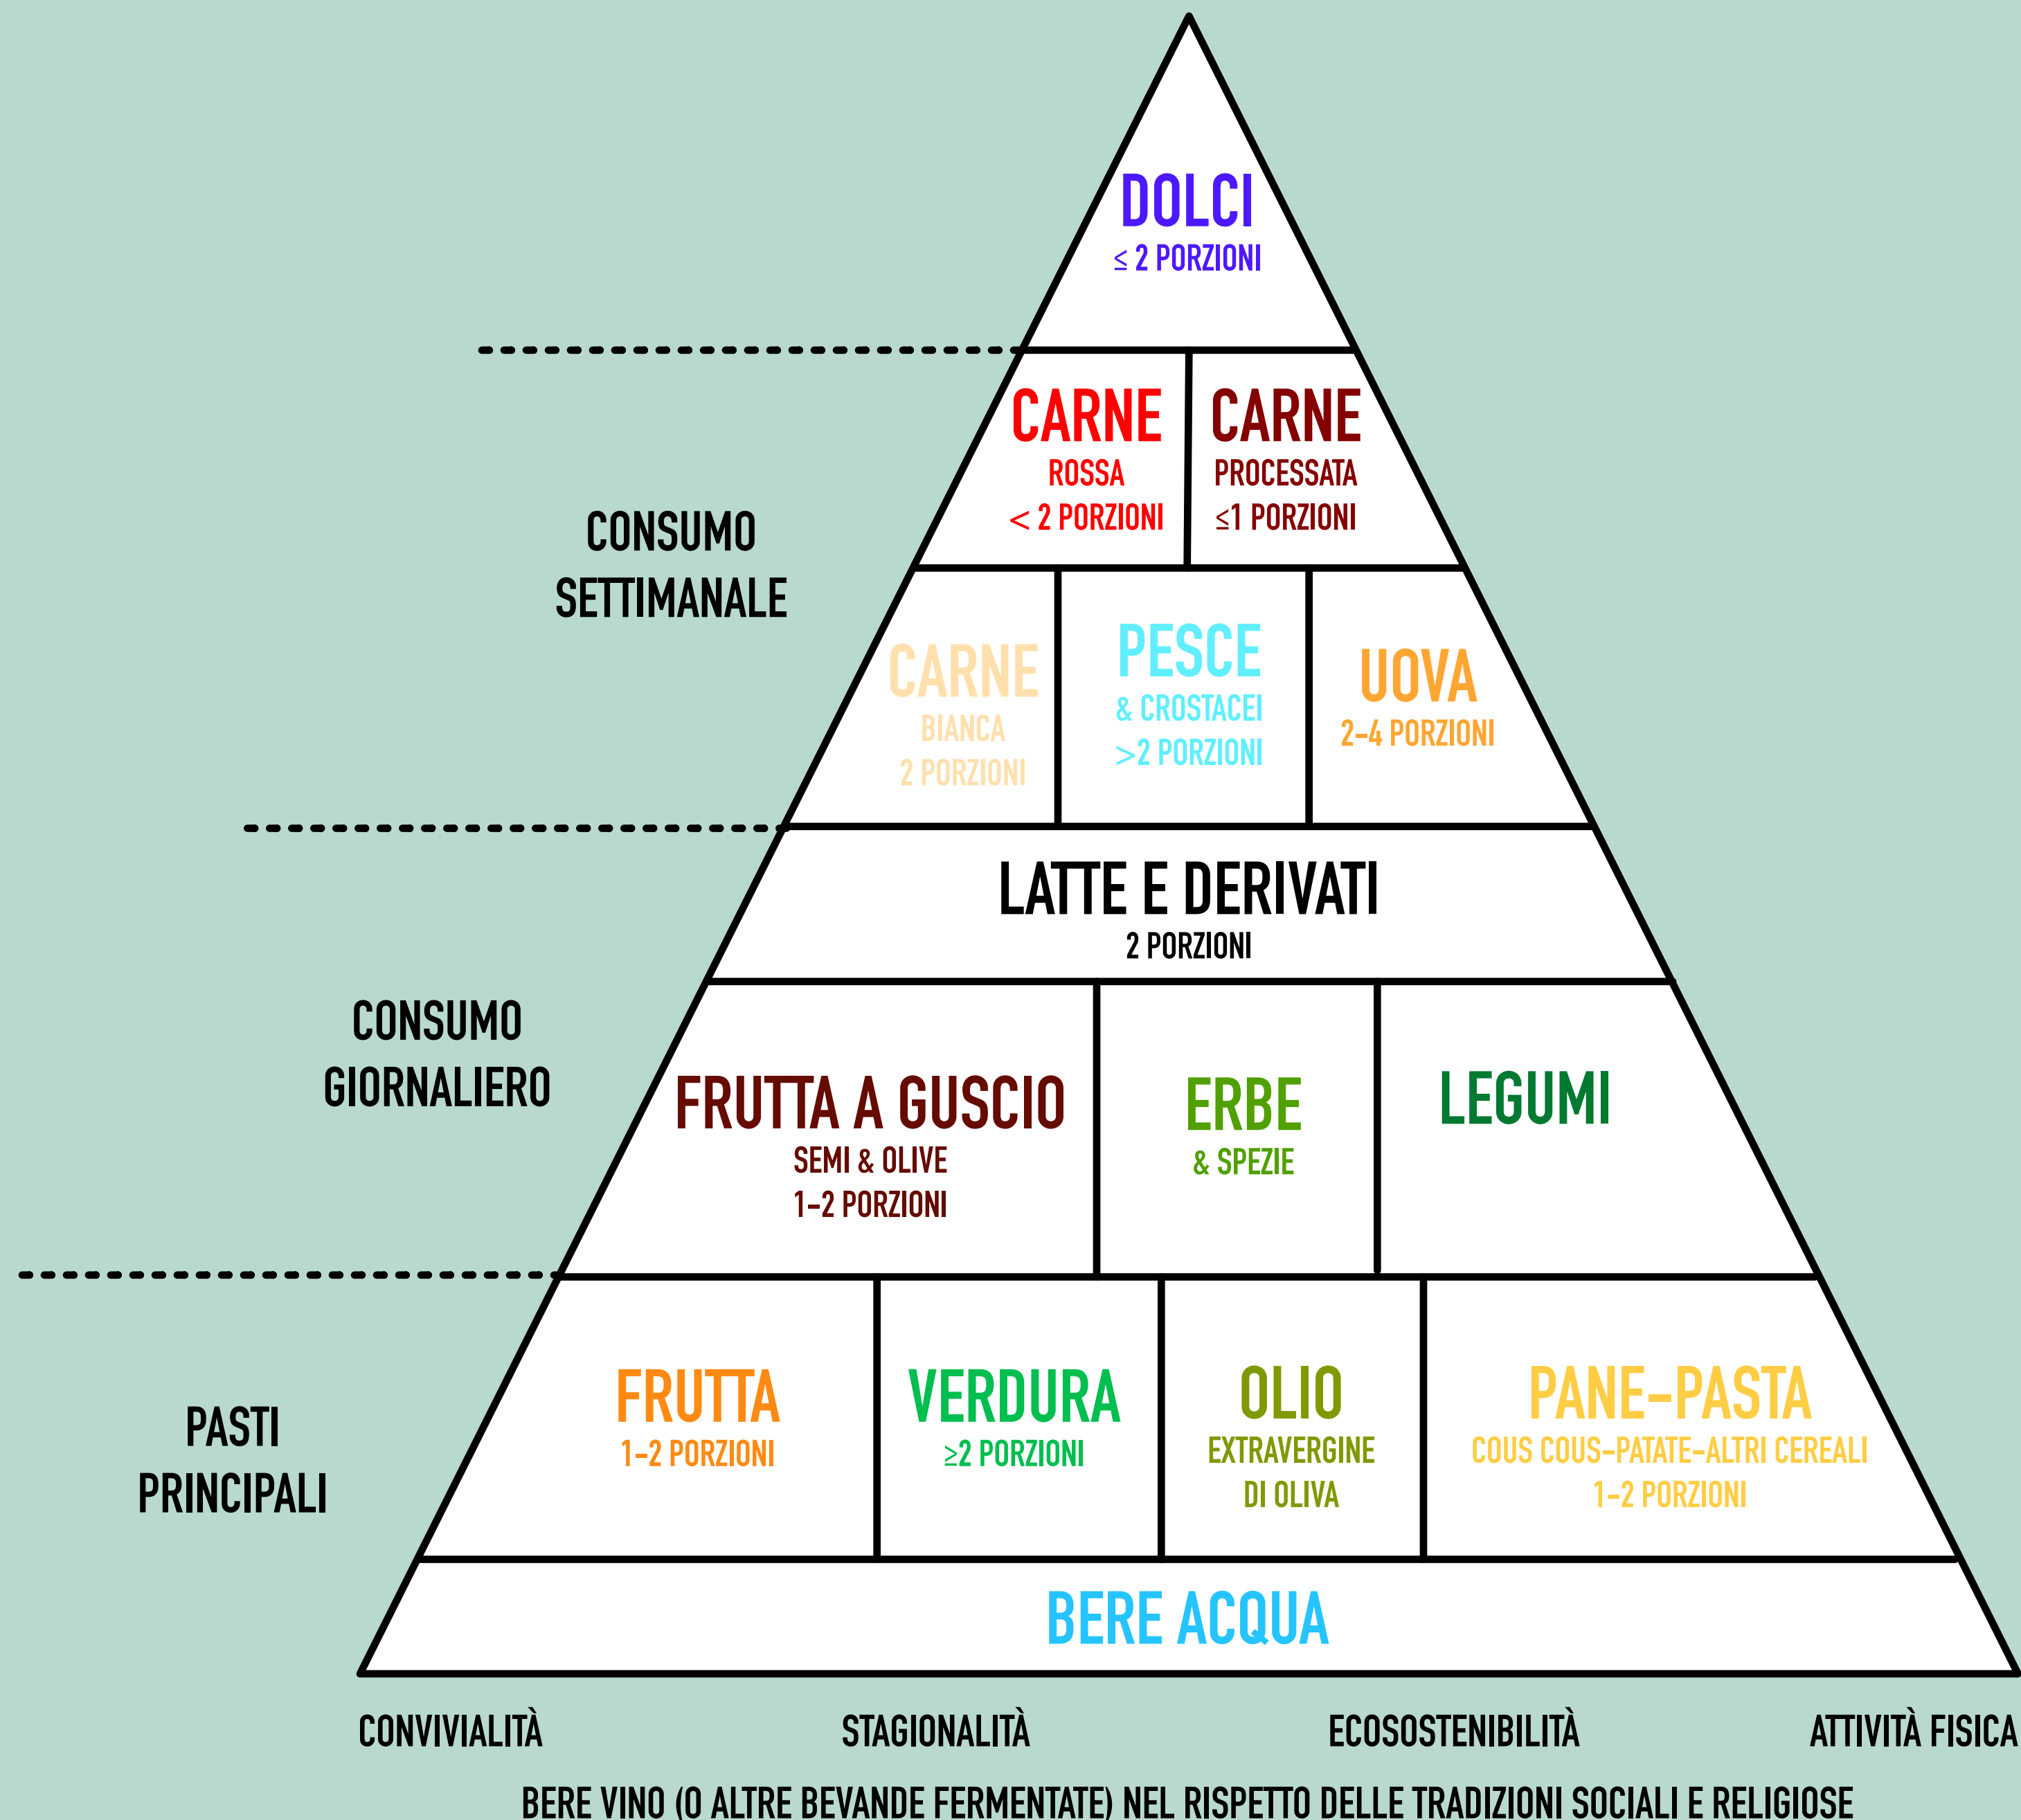 DOLCI
≤ 2 PORZIONI
CARNE
ROSSA
< 2 PORZIONI
CARNE
PROCESSATA
≤1 PORZIONI
CONSUMO
SETTIMANALE
CARNE
BIANCA
2 PORZIONI
PESCE
& CROSTACEI
>2 PORZIONI
UOVA
2-4 PORZIONI
LATTE E DERIVATI
2 PORZIONI
CONSUMO
GIORNALIERO
FRUTTA A GUSCIO
SEMI & OLIVE
1-2 PORZIONI
ERBE
& SPEZIE
LEGUMI
PASTI
PRINCIPALI
FRUTTA
1-2 PORZIONI
VERDURA
≥2 PORZIONI
OLIO
EXTRAVERGINE
DI OLIVA
PANE-PASTA
COUS COUS-PATATE-ALTRI CEREALI
1-2 PORZIONI
BERE ACQUA
CONVIVIALITÀ STAGIONALITÀ ECOSOSTENIBILITÀ ATTIVITÀ FISICA
BERE VINO (O ALTRE BEVANDE FERMENTATE) NEL RISPETTO DELLE TRADIZIONI SOCIALI E RELIGIOSE